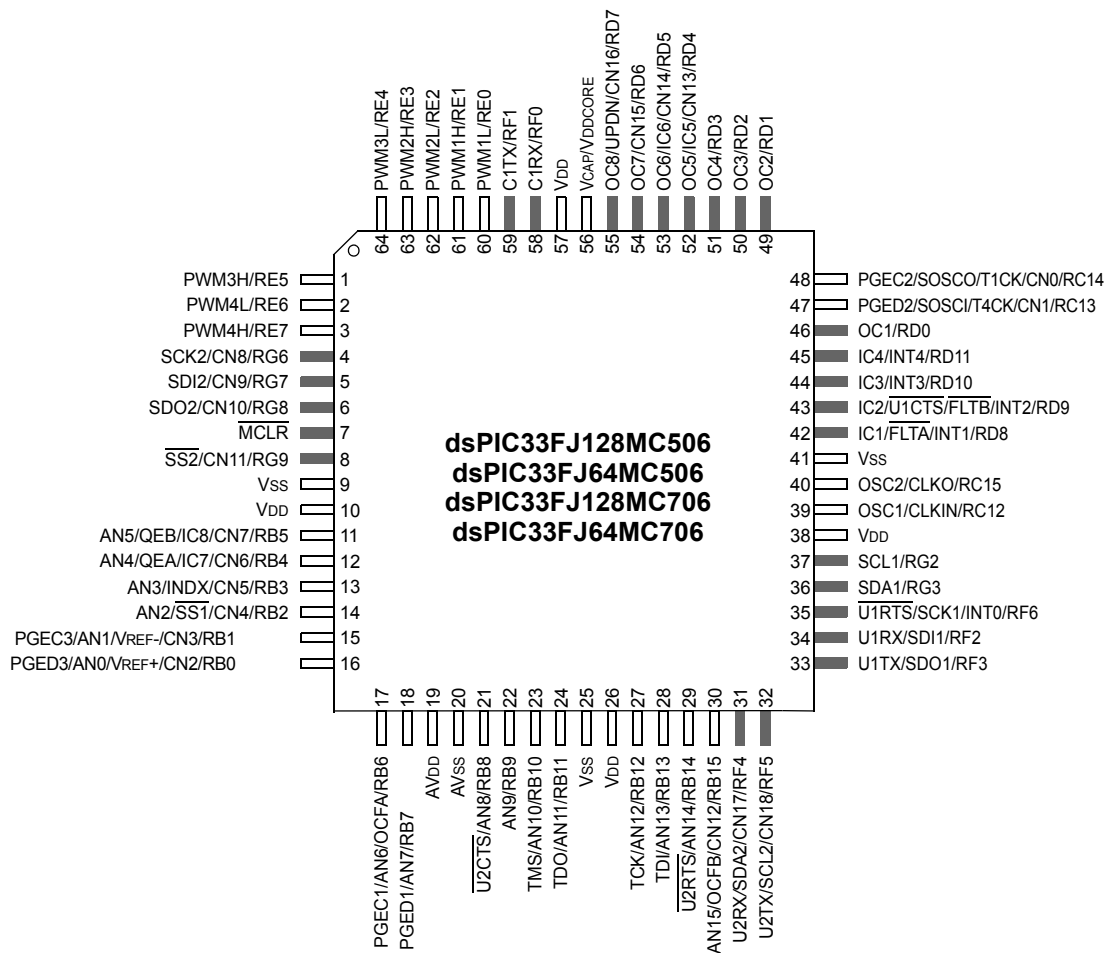 PWM3L/RE4
PWM2H/RE3
PWM2L/RE2
PWM1H/RE1
PWM1L/RE0
C1TX/RF1
C1RX/RF0
VDD
VCAP/VDDCORE
OC8/UPDN/CN16/RD7
OC7/CN15/RD6
OC6/IC6/CN14/RD5
OC5/IC5/CN13/RD4
OC4/RD3
OC3/RD2
OC2/RD1
64 63 62 61 60 59 58 57 56 55 54 53 52 51 50 49
PWM3H/RE5 1
PWM4L/RE6 2
PWM4H/RE7 3
SCK2/CN8/RG6 4
SDI2/CN9/RG7 5
SDO2/CN10/RG8 6
MCLR 7
SS2/CN11/RG9 8
VSS 9
VDD 10
AN5/QEB/IC8/CN7/RB5 11
AN4/QEA/IC7/CN6/RB4 12
AN3/INDX/CN5/RB3 13
AN2/SS1/CN4/RB2 14
PGEC3/AN1/VREF-/CN3/RB1 15
PGED3/AN0/VREF+/CN2/RB0 16
dsPIC33FJ128MC506
dsPIC33FJ64MC506
dsPIC33FJ128MC706
dsPIC33FJ64MC706
48 PGEC2/SOSCO/T1CK/CN0/RC14
47 PGED2/SOSCI/T4CK/CN1/RC13
46 OC1/RD0
45 IC4/INT4/RD11
44 IC3/INT3/RD10
43 IC2/U1CTS/FLTB/INT2/RD9
42 IC1/FLTA/INT1/RD8
41 VSS
40 OSC2/CLKO/RC15
39 OSC1/CLKIN/RC12
38 VDD
37 SCL1/RG2
36 SDA1/RG3
35 U1RTS/SCK1/INT0/RF6
34 U1RX/SDI1/RF2
33 U1TX/SDO1/RF3
17 18 19 20 21 22 23 24 25 26 27 28 29 30 31 32
PGEC1/AN6/OCFA/RB6
PGED1/AN7/RB7
AVDD
AVSS
U2CTS/AN8/RB8
AN9/RB9
TMS/AN10/RB10
TDO/AN11/RB11
VSS
VDD
TCK/AN12/RB12
TDI/AN13/RB13
U2RTS/AN14/RB14
AN15/OCFB/CN12/RB15
U2RX/SDA2/CN17/RF4
U2TX/SCL2/CN18/RF5